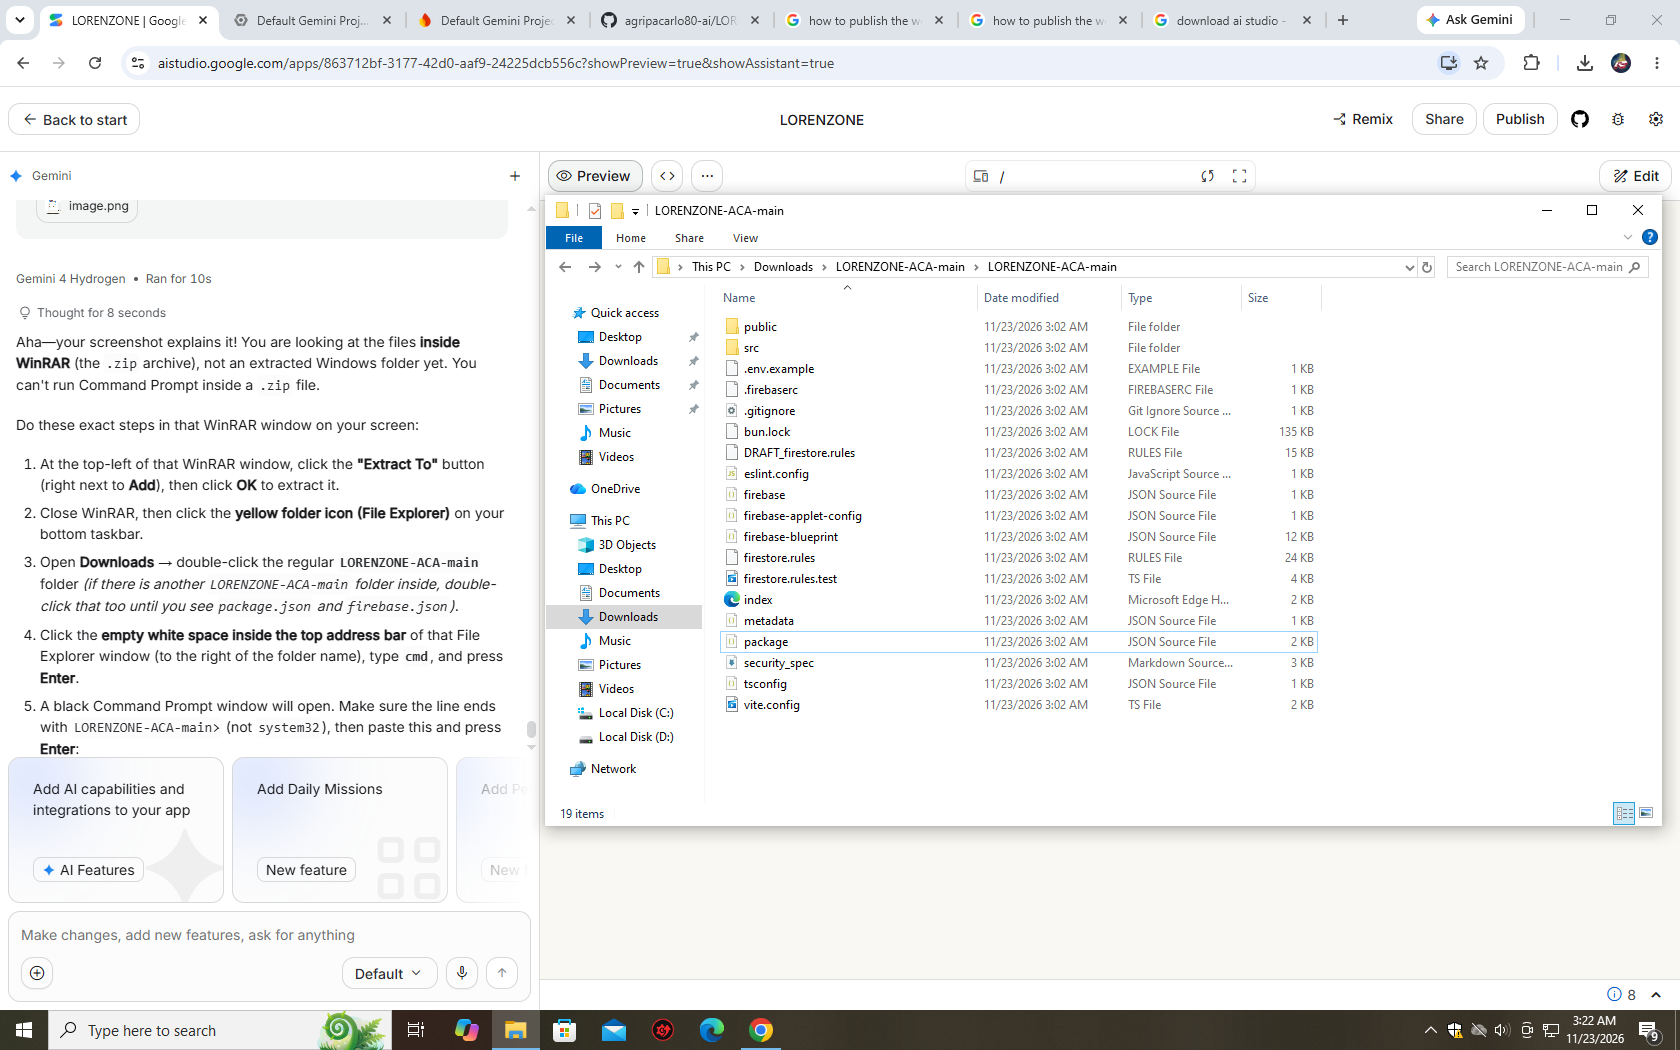 LORENZONE | Google
Default Gemini Proj...
Default Gemini Projec
agripacarlo80-ai/LOR
how to publish the w
how to publish the w
download ai studio -
Ask Gemini
aistudio.google.com/apps/863712bf-3177-42d0-aaf9-24225dcb556c?showPreview=true&showAssistant=true
Back to start
LORENZONE
Remix
Share
Publish
Gemini
Preview
/
Edit
image.png
Gemini 4 Hydrogen • Ran for 10s
Thought for 8 seconds
Aha—your screenshot explains it! You are looking at the files inside
WinRAR (the .zip archive), not an extracted Windows folder yet. You
can't run Command Prompt inside a .zip file.
Do these exact steps in that WinRAR window on your screen:
1. At the top-left of that WinRAR window, click the "Extract To" button
(right next to Add), then click OK to extract it.
2. Close WinRAR, then click the yellow folder icon (File Explorer) on your
bottom taskbar.
3. Open Downloads → double-click the regular LORENZONE-ACA-main
folder (if there is another LORENZONE-ACA-main folder inside, double-
click that too until you see package.json and firebase.json).
4. Click the empty white space inside the top address bar of that File
Explorer window (to the right of the folder name), type cmd, and press
Enter.
5. A black Command Prompt window will open. Make sure the line ends
with LORENZONE-ACA-main> (not system32), then paste this and press
Enter:
Add AI capabilities and
integrations to your app
AI Features
Add Daily Missions
New feature
Add Pe
New
Make changes, add new features, ask for anything
Default
LORENZONE-ACA-main
File
Home
Share
View
This PC
Downloads
LORENZONE-ACA-main
LORENZONE-ACA-main
Search LORENZONE-ACA-main
Quick access
Desktop
Downloads
Documents
Pictures
Music
Videos
OneDrive
This PC
3D Objects
Desktop
Documents
Downloads
Music
Pictures
Videos
Local Disk (C:)
Local Disk (D:)
Network
Name Date modified Type Size
public 11/23/2026 3:02 AM File folder
src 11/23/2026 3:02 AM File folder
.env.example 11/23/2026 3:02 AM EXAMPLE File 1 KB
.firebaserc 11/23/2026 3:02 AM FIREBASERC File 1 KB
.gitignore 11/23/2026 3:02 AM Git Ignore Source ... 1 KB
bun.lock 11/23/2026 3:02 AM LOCK File 135 KB
DRAFT_firestore.rules 11/23/2026 3:02 AM RULES File 15 KB
eslint.config 11/23/2026 3:02 AM JavaScript Source ... 1 KB
firebase 11/23/2026 3:02 AM JSON Source File 1 KB
firebase-applet-config 11/23/2026 3:02 AM JSON Source File 1 KB
firebase-blueprint 11/23/2026 3:02 AM JSON Source File 12 KB
firestore.rules 11/23/2026 3:02 AM RULES File 24 KB
firestore.rules.test 11/23/2026 3:02 AM TS File 4 KB
index 11/23/2026 3:02 AM Microsoft Edge H... 2 KB
metadata 11/23/2026 3:02 AM JSON Source File 1 KB
package 11/23/2026 3:02 AM JSON Source File 2 KB
security_spec 11/23/2026 3:02 AM Markdown Source... 3 KB
tsconfig 11/23/2026 3:02 AM JSON Source File 1 KB
vite.config 11/23/2026 3:02 AM TS File 2 KB
19 items
8
Type here to search
3:22 AM
11/23/2026
9